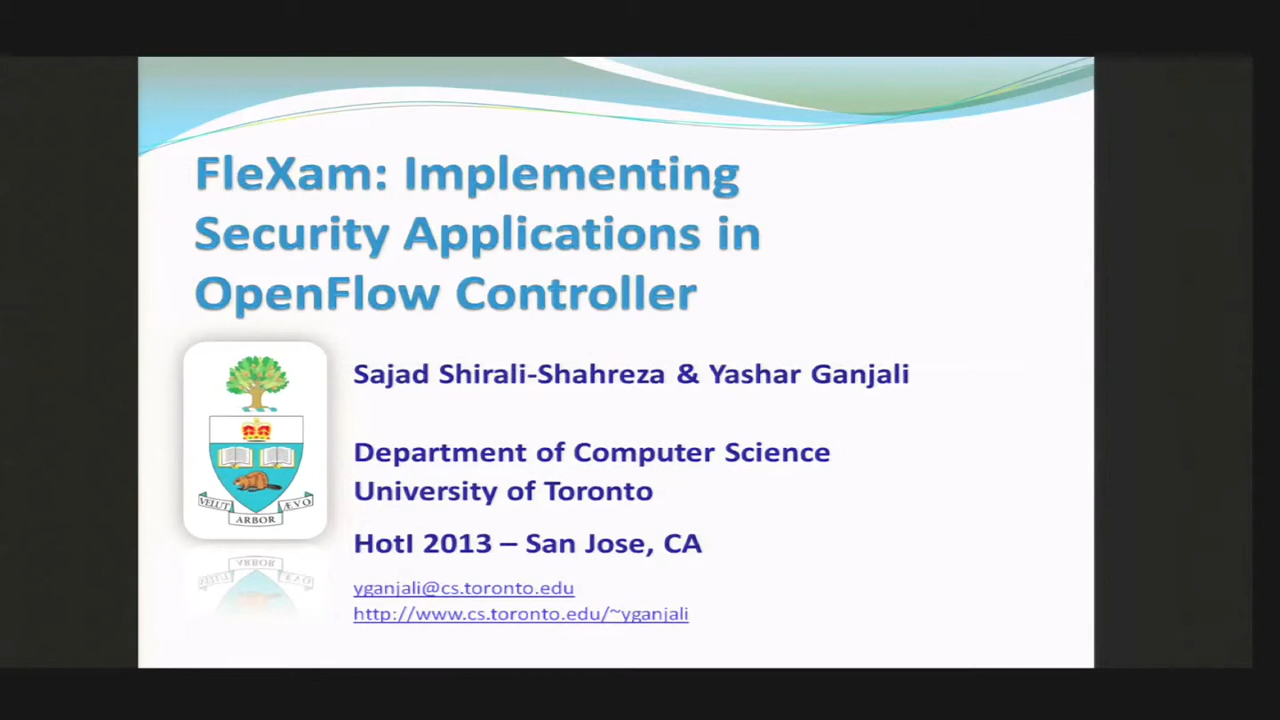 FleXam: Implementing
Security Applications in
OpenFlow Controller
Sajad Shirali-Shahreza & Yashar Ganjali
Department of Computer Science
University of Toronto
VELUT ARBOR ÆVO
HotI 2013 – San Jose, CA
yganjali@cs.toronto.edu
http://www.cs.toronto.edu/~yganjali